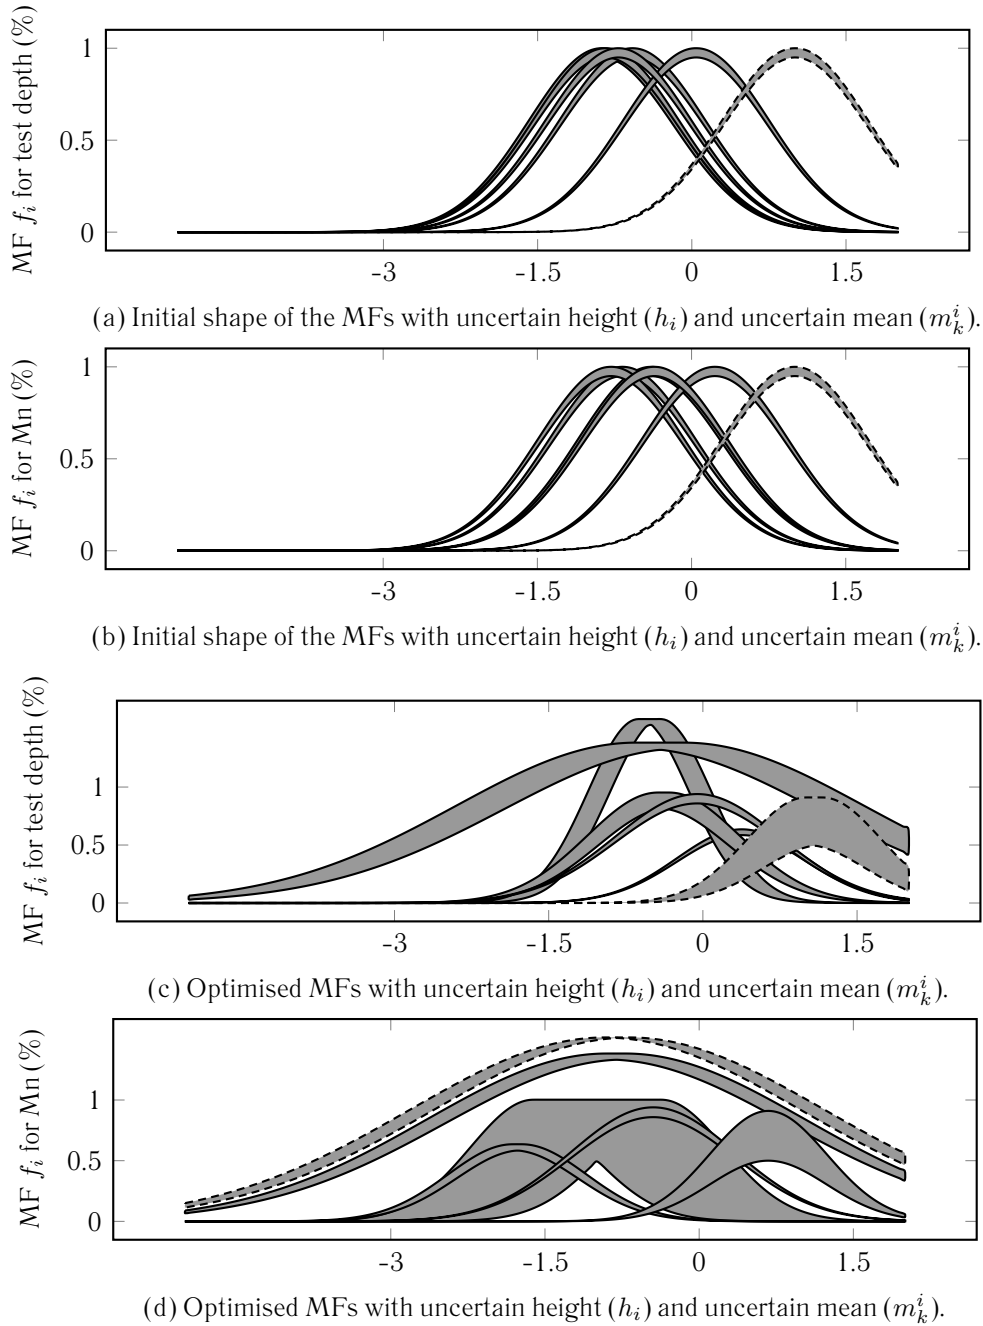 MF f_i for test depth (%)
1
0.5
0
-3 -1.5 0 1.5
(a) Initial shape of the MFs with uncertain height (h_i) and uncertain mean (m_k^i).
MF f_i for Mn (%)
1
0.5
0
-3 -1.5 0 1.5
(b) Initial shape of the MFs with uncertain height (h_i) and uncertain mean (m_k^i).
MF f_i for test depth (%)
1
0.5
0
-3 -1.5 0 1.5
(c) Optimised MFs with uncertain height (h_i) and uncertain mean (m_k^i).
MF f_i for Mn (%)
1
0.5
0
-3 -1.5 0 1.5
(d) Optimised MFs with uncertain height (h_i) and uncertain mean (m_k^i).